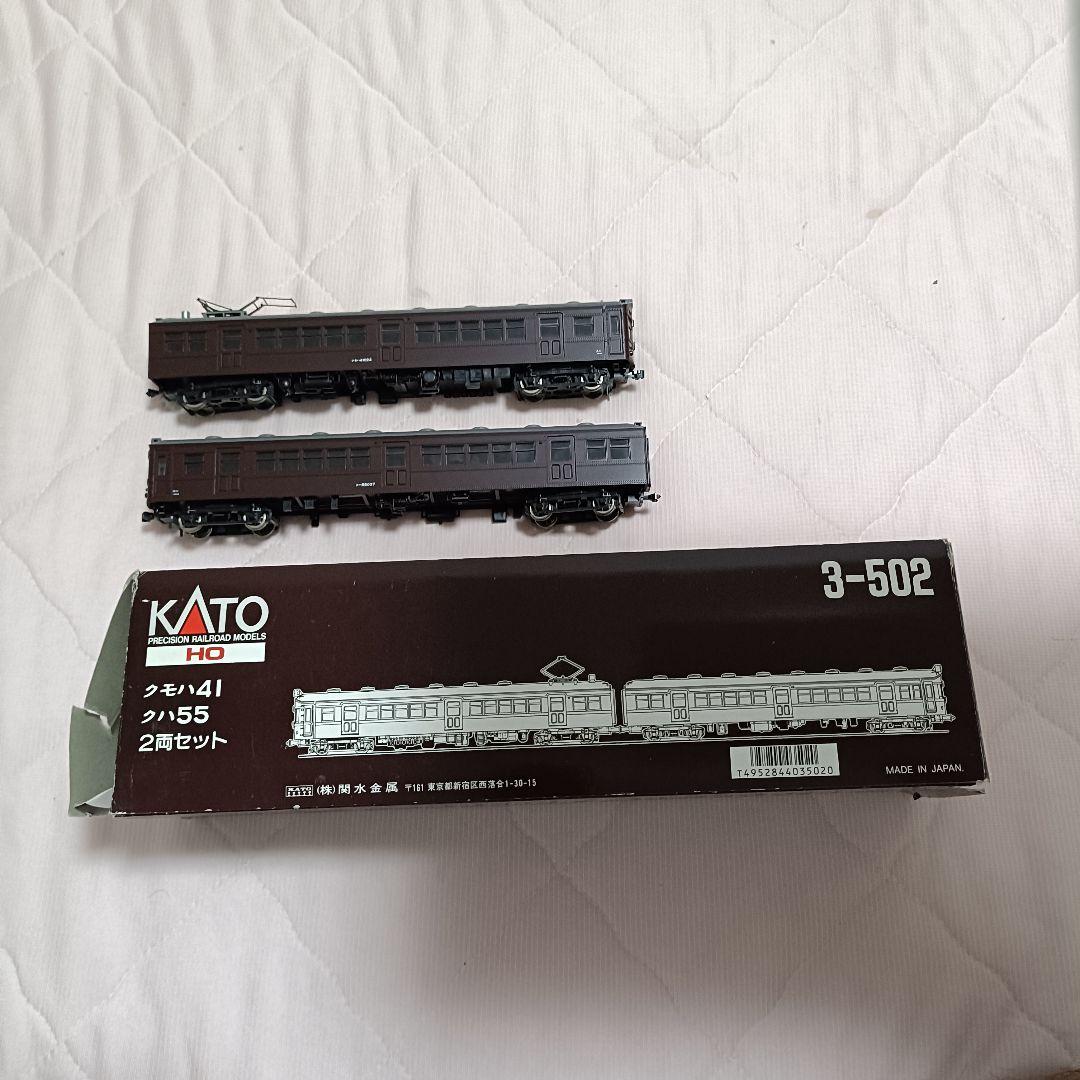 3-502
KATO
PRECISION RAILROAD MODELS
HO
クモハ41
クハ55
2両セット
T4952844035020
MADE IN JAPAN.
KATO (株)関水金属 〒161 東京都新宿区西落合1-30-15